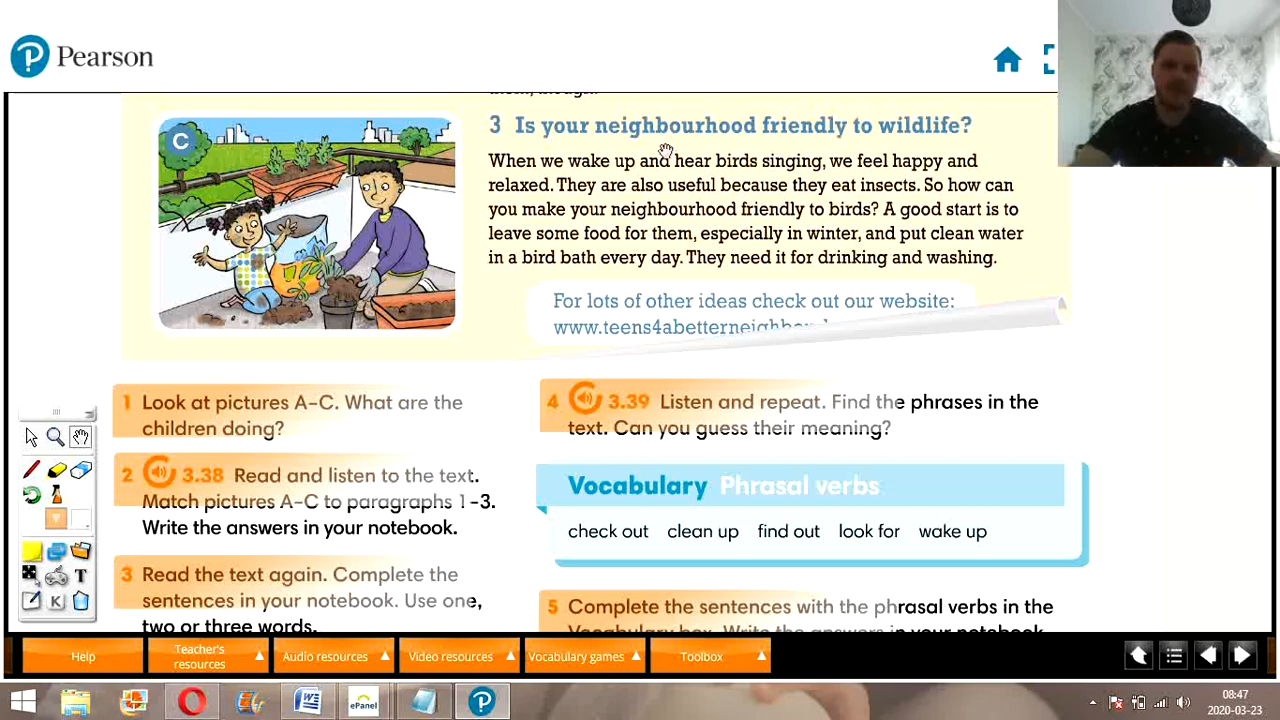 Pearson
3 Is your neighbourhood friendly to wildlife?
When we wake up and hear birds singing, we feel happy and
relaxed. They are also useful because they eat insects. So how can
you make your neighbourhood friendly to birds? A good start is to
leave some food for them, especially in winter, and put clean water
in a bird bath every day. They need it for drinking and washing.
C
For lots of other ideas check out our website:
1 Look at pictures A–C. What are the
children doing?
2 3.38 Read and listen to the text.
Match pictures A–C to paragraphs 1–3.
Write the answers in your notebook.
3 Read the text again. Complete the
sentences in your notebook. Use one,
two or three words.
4 3.39 Listen and repeat. Find the phrases in the
text. Can you guess their meaning?
Vocabulary Phrasal verbs
check out clean up find out look for wake up
5 Complete the sentences with the phrasal verbs in the
Vocabulary box. Write the answers in your notebook.
T
K
Help
Teacher's
resources
Audio resources
Video resources
Vocabulary games
Toolbox
ePanel
08:47
2020-03-23